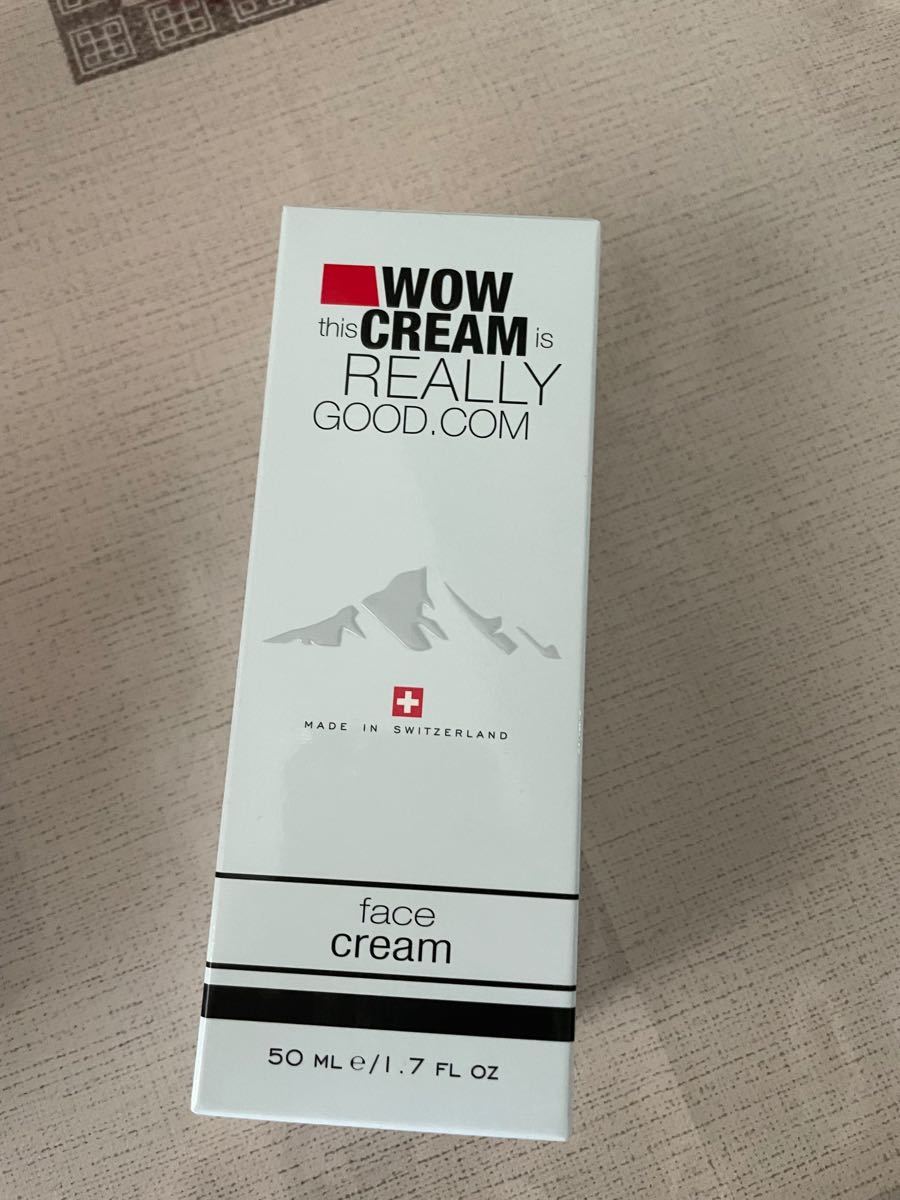 WOW
this CREAM is
REALLY
GOOD.COM
MADE IN SWITZERLAND
face
cream
50 ML ℮/1.7 FL OZ